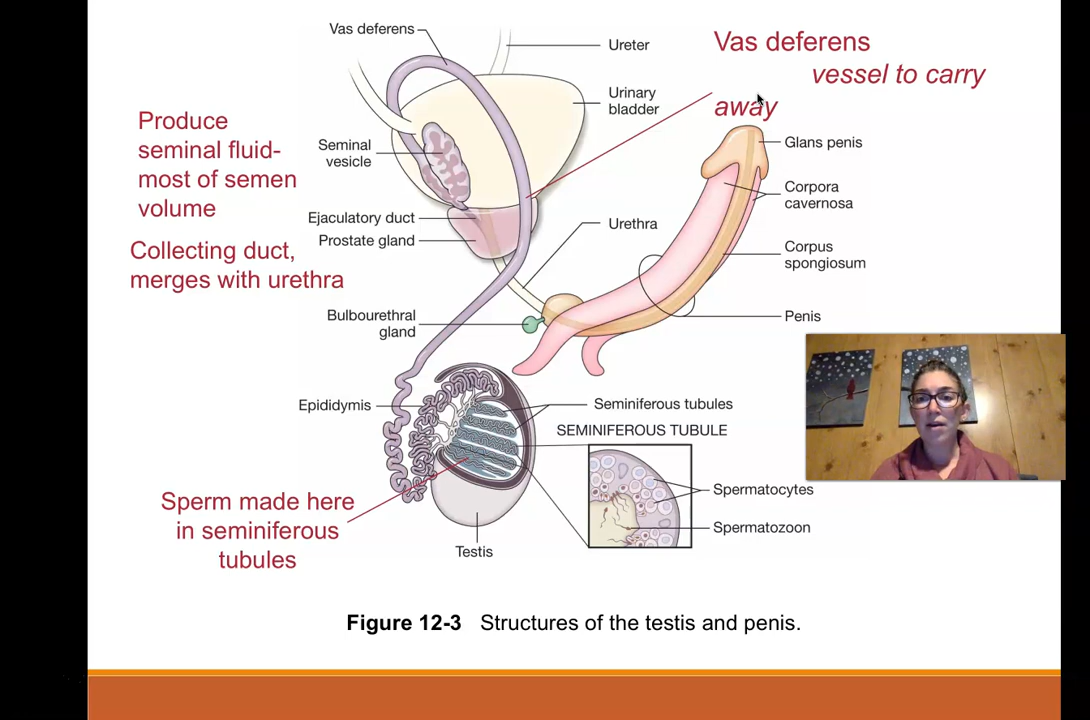 Vas deferens
Ureter
Urinary
bladder
Seminal
vesicle
Ejaculatory duct
Prostate gland
Urethra
Bulbourethral
gland
Epididymis
Testis
Seminiferous tubules
SEMINIFEROUS TUBULE
Spermatocytes
Spermatozoon
Glans penis
Corpora
cavernosa
Corpus
spongiosum
Penis
Vas deferens
vessel to carry
away
Produce
seminal fluid-
most of semen
volume
Collecting duct,
merges with urethra
Sperm made here
in seminiferous
tubules
Figure 12-3 Structures of the testis and penis.